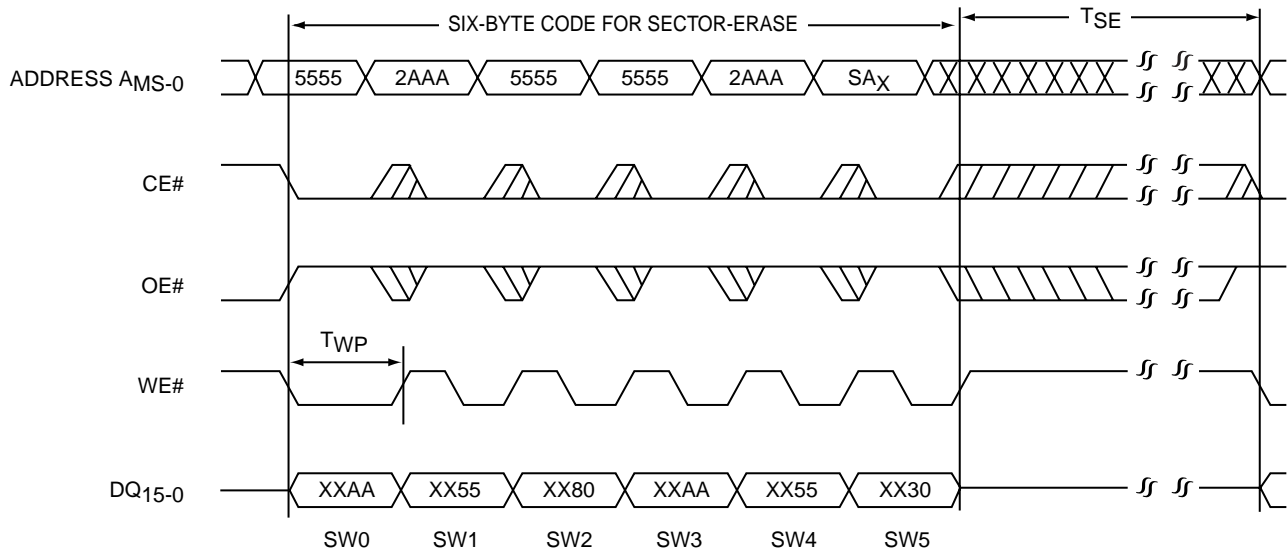 SIX-BYTE CODE FOR SECTOR-ERASE TSE
ADDRESS AMS-0 5555 2AAA 5555 5555 2AAA SAX
CE#
OE#
TWP
WE#
DQ15-0 XXAA XX55 XX80 XXAA XX55 XX30
SW0 SW1 SW2 SW3 SW4 SW5